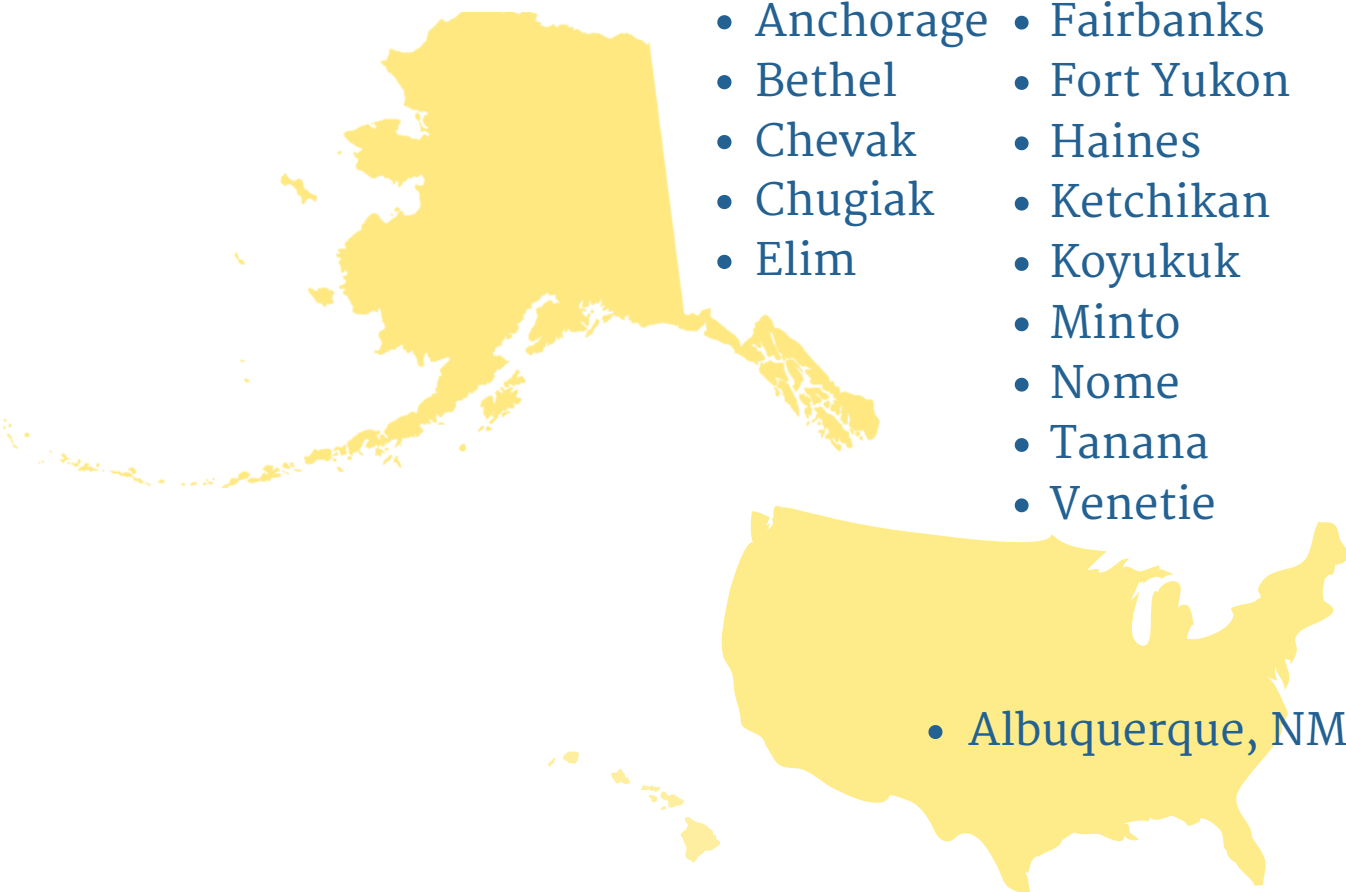 • Anchorage
• Bethel
• Chevak
• Chugiak
• Elim
• Fairbanks
• Fort Yukon
• Haines
• Ketchikan
• Koyukuk
• Minto
• Nome
• Tanana
• Venetie
• Albuquerque, NM